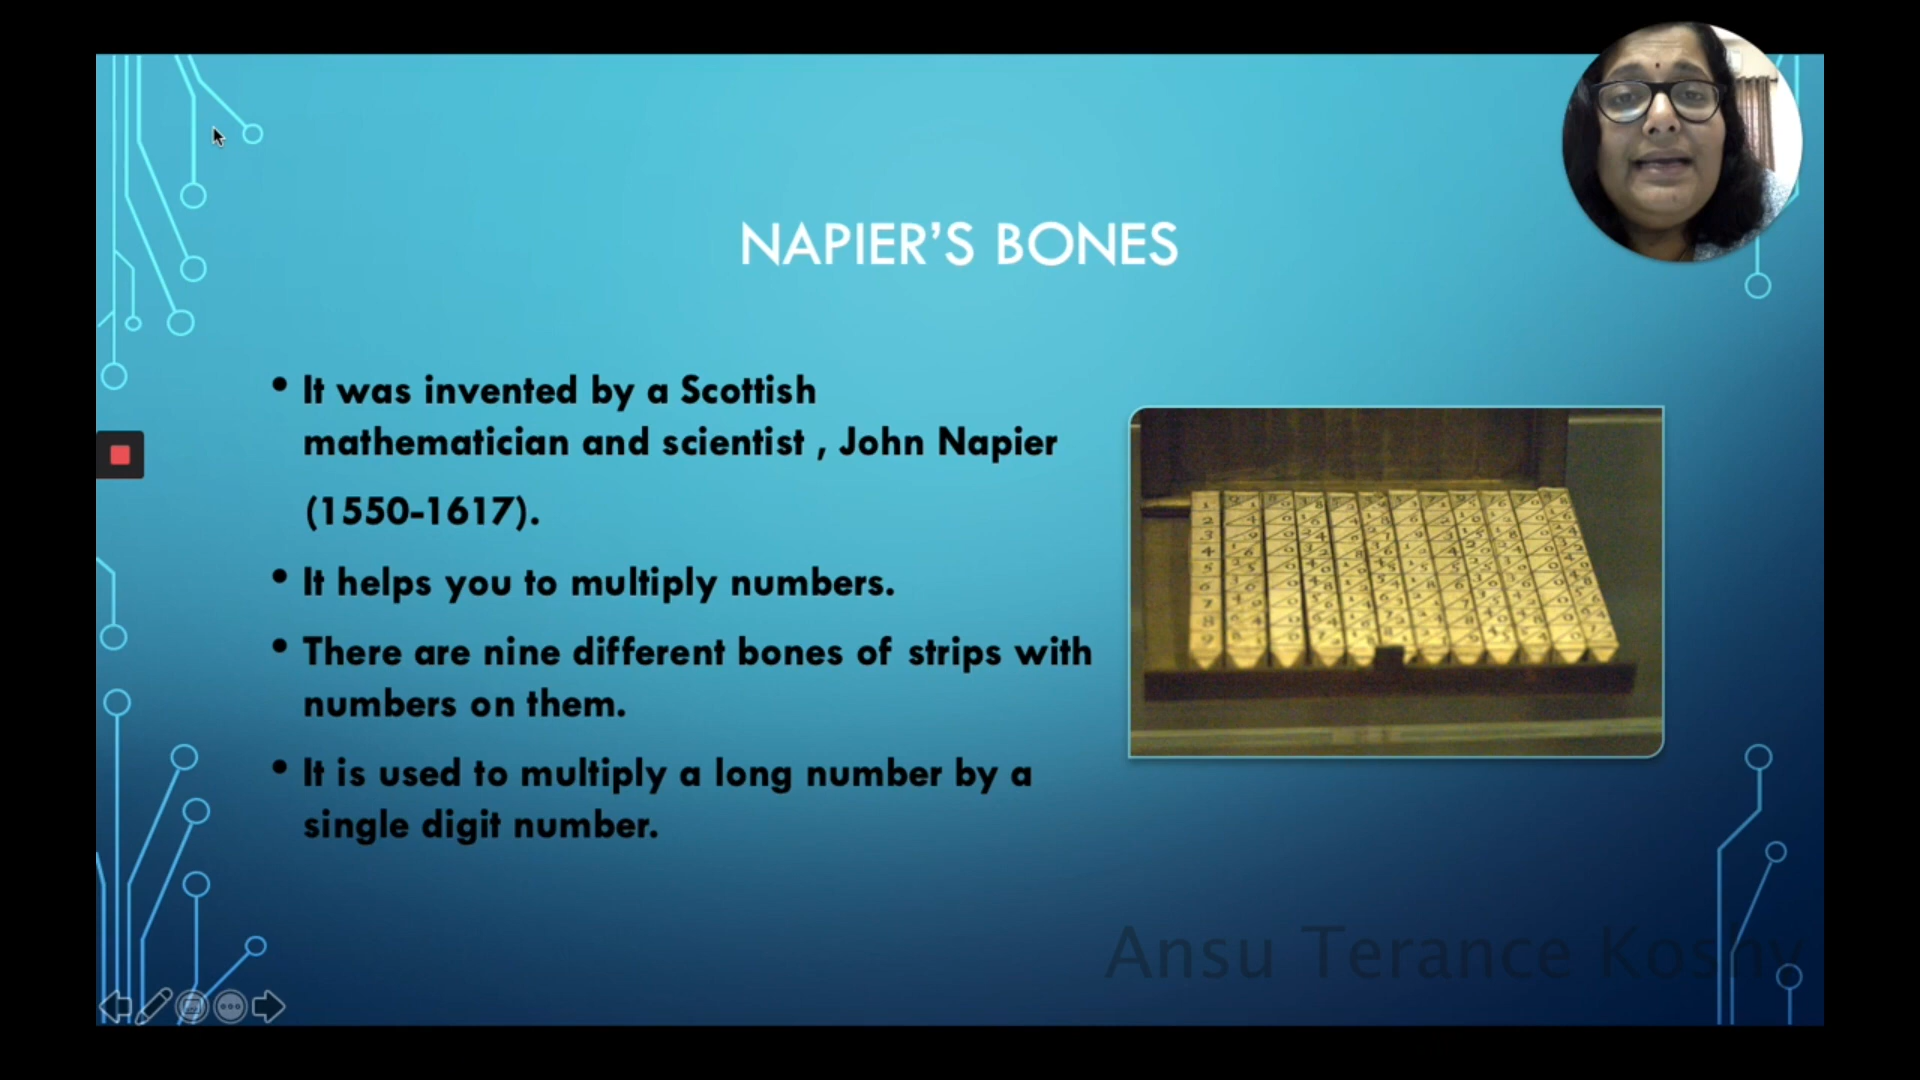 NAPIER’S BONES
• It was invented by a Scottish
mathematician and scientist , John Napier
(1550-1617).
• It helps you to multiply numbers.
• There are nine different bones of strips with
numbers on them.
• It is used to multiply a long number by a
single digit number.
Ansu Terance Koshy